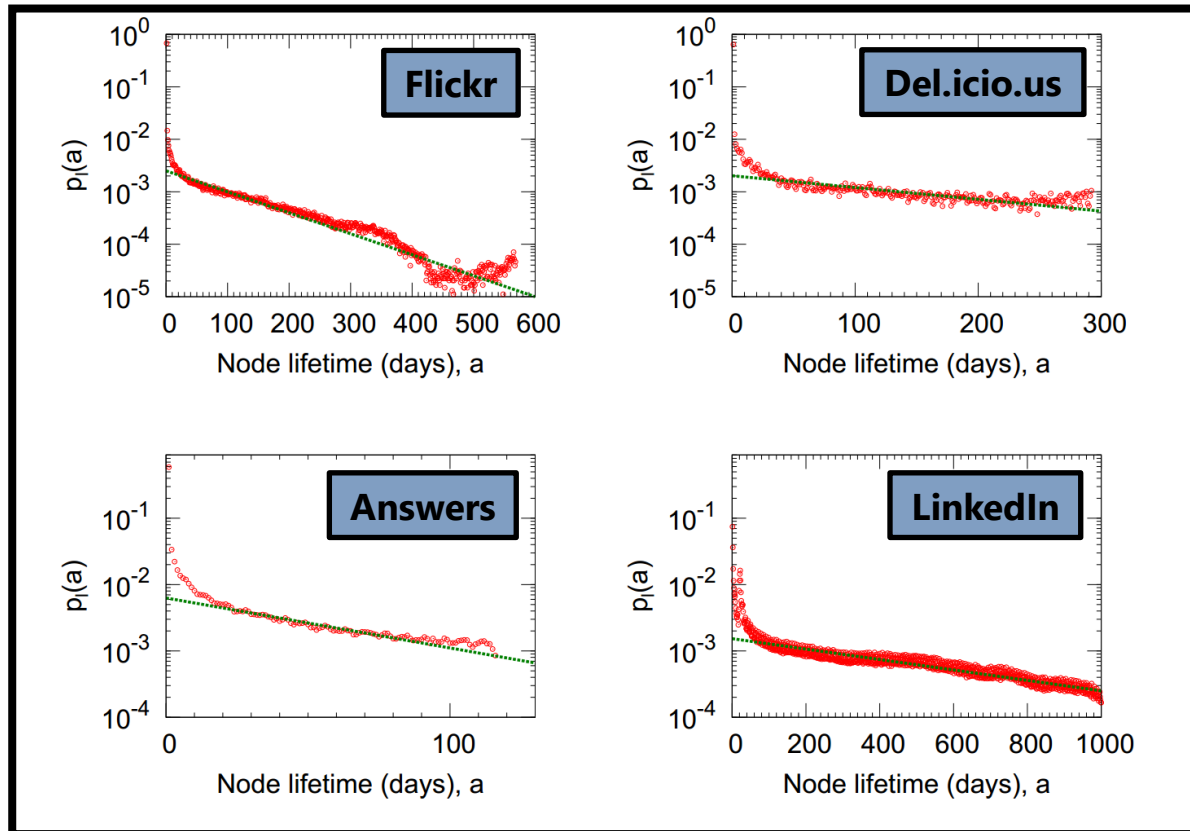 Flickr
10^0
10^-1
10^-2
10^-3
10^-4
10^-5
p_l(a)
0 100 200 300 400 500 600
Node lifetime (days), a
Del.icio.us
10^0
10^-1
10^-2
10^-3
10^-4
10^-5
p_l(a)
0 100 200 300
Node lifetime (days), a
Answers
10^-1
10^-2
10^-3
10^-4
p_l(a)
0 100
Node lifetime (days), a
LinkedIn
10^-1
10^-2
10^-3
10^-4
p_l(a)
0 200 400 600 800 1000
Node lifetime (days), a